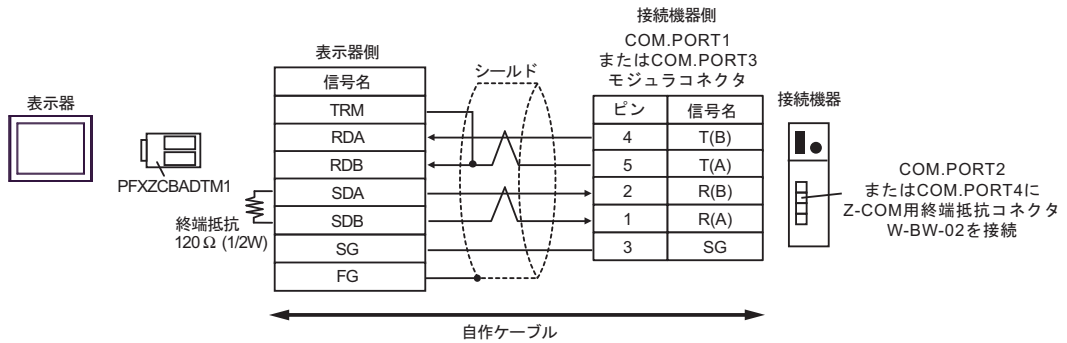 接続機器側
COM.PORT1
またはCOM.PORT3
モジュラコネクタ
表示器側
シールド
信号名
ピン 信号名
表示器
接続機器
TRM
RDA
4 T(B)
RDB
5 T(A)
PFXZCBADTM1
SDA
2 R(B)
SDB
1 R(A)
終端抵抗
120Ω (1/2W)
SG
3 SG
FG
COM.PORT2
またはCOM.PORT4に
Z-COM用終端抵抗コネクタ
W-BW-02を接続
自作ケーブル